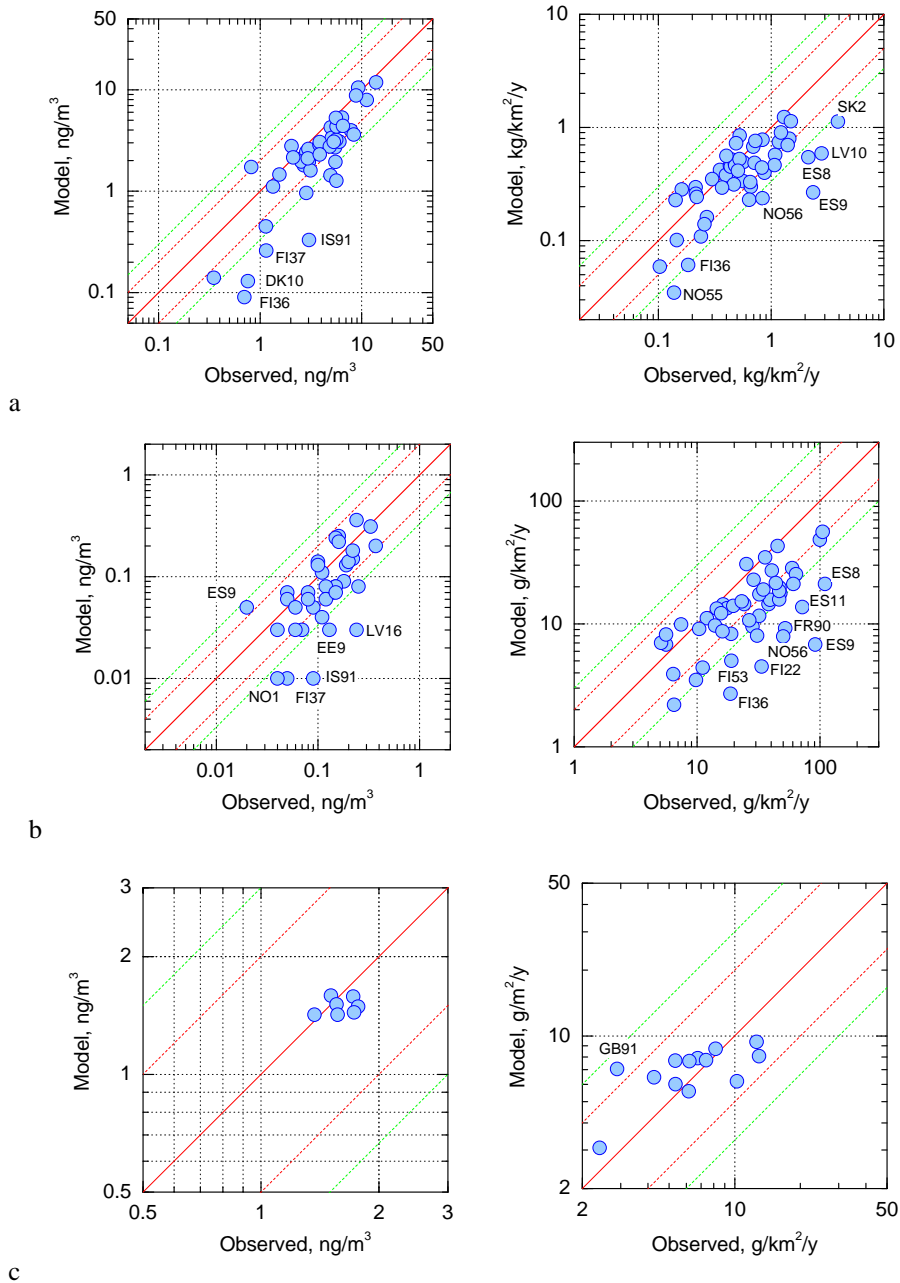 50
10
1
0.1
0.1
1
10
50
Model, ng/m³
Observed, ng/m³
IS91
FI37
DK10
FI36
10
1
0.1
0.1
1
10
Model, kg/km²/y
Observed, kg/km²/y
SK2
LV10
ES8
ES9
NO56
FI36
NO55
a
1
0.1
0.01
0.01
0.1
1
Model, ng/m³
Observed, ng/m³
ES9
LV16
EE9
IS91
NO1
FI37
100
10
1
1
10
100
Model, g/km²/y
Observed, g/km²/y
ES8
ES11
FR90
NO56
ES9
FI53
FI22
FI36
b
3
2
1
0.5
0.5
1
2
3
Model, ng/m³
Observed, ng/m³
50
10
2
2
10
50
Model, g/m²/y
Observed, g/km²/y
GB91
c